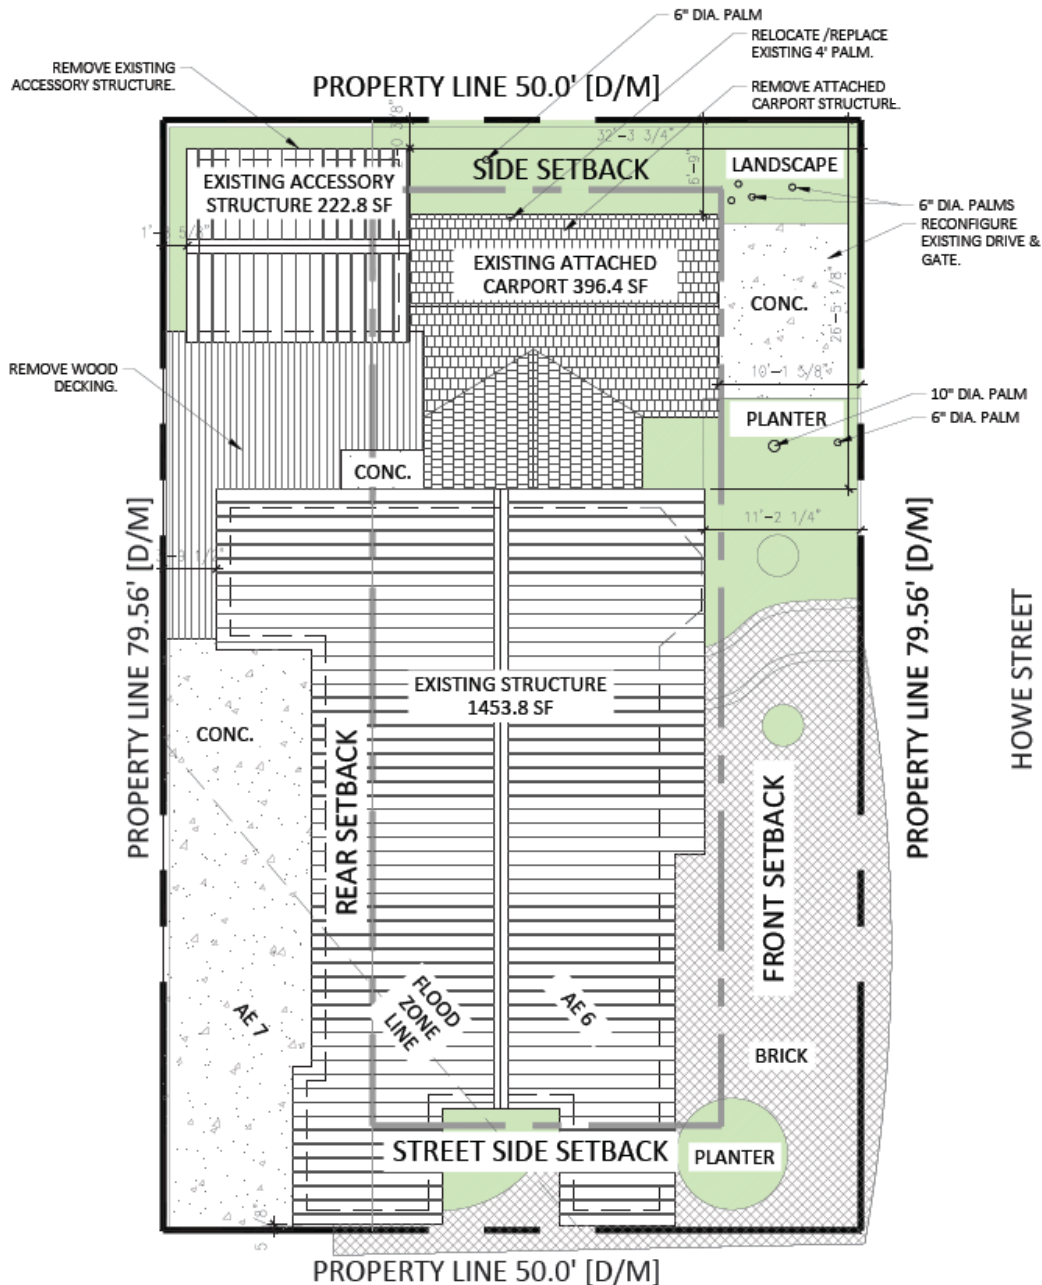 6" DIA. PALM
RELOCATE /REPLACE
EXISTING 4' PALM.
REMOVE EXISTING
ACCESSORY STRUCTURE.
PROPERTY LINE 50.0' [D/M]
REMOVE ATTACHED
CARPORT STRUCTURE.
32'-3 3/4"
SIDE SETBACK
LANDSCAPE
EXISTING ACCESSORY
STRUCTURE 222.8 SF
6" DIA. PALMS
RECONFIGURE
EXISTING DRIVE &
GATE.
EXISTING ATTACHED
CARPORT 396.4 SF
CONC.
26'-5 1/8"
REMOVE WOOD
DECKING.
10'-1 5/8"
10" DIA. PALM
PLANTER
6" DIA. PALM
CONC.
11'-2 1/4"
PROPERTY LINE 79.56' [D/M]
PROPERTY LINE 79.56' [D/M]
HOWE STREET
EXISTING STRUCTURE
1453.8 SF
CONC.
REAR SETBACK
FRONT SETBACK
FLOOD
ZONE
LINE
AE 6
AE 7
BRICK
STREET SIDE SETBACK
PLANTER
PROPERTY LINE 50.0' [D/M]